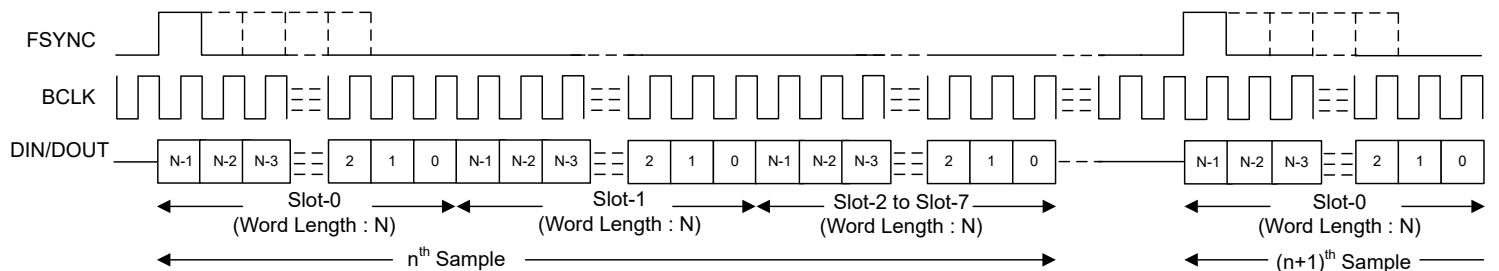 FSYNC
BCLK
DIN/DOUT
N-1 N-2 N-3 2 1 0 N-1 N-2 N-3 2 1 0 N-1 N-2 N-3 2 1 0 N-1 N-2 N-3 2 1 0
Slot-0 Slot-1 Slot-2 to Slot-7 Slot-0
(Word Length : N) (Word Length : N) (Word Length : N) (Word Length : N)
nth Sample (n+1)th Sample